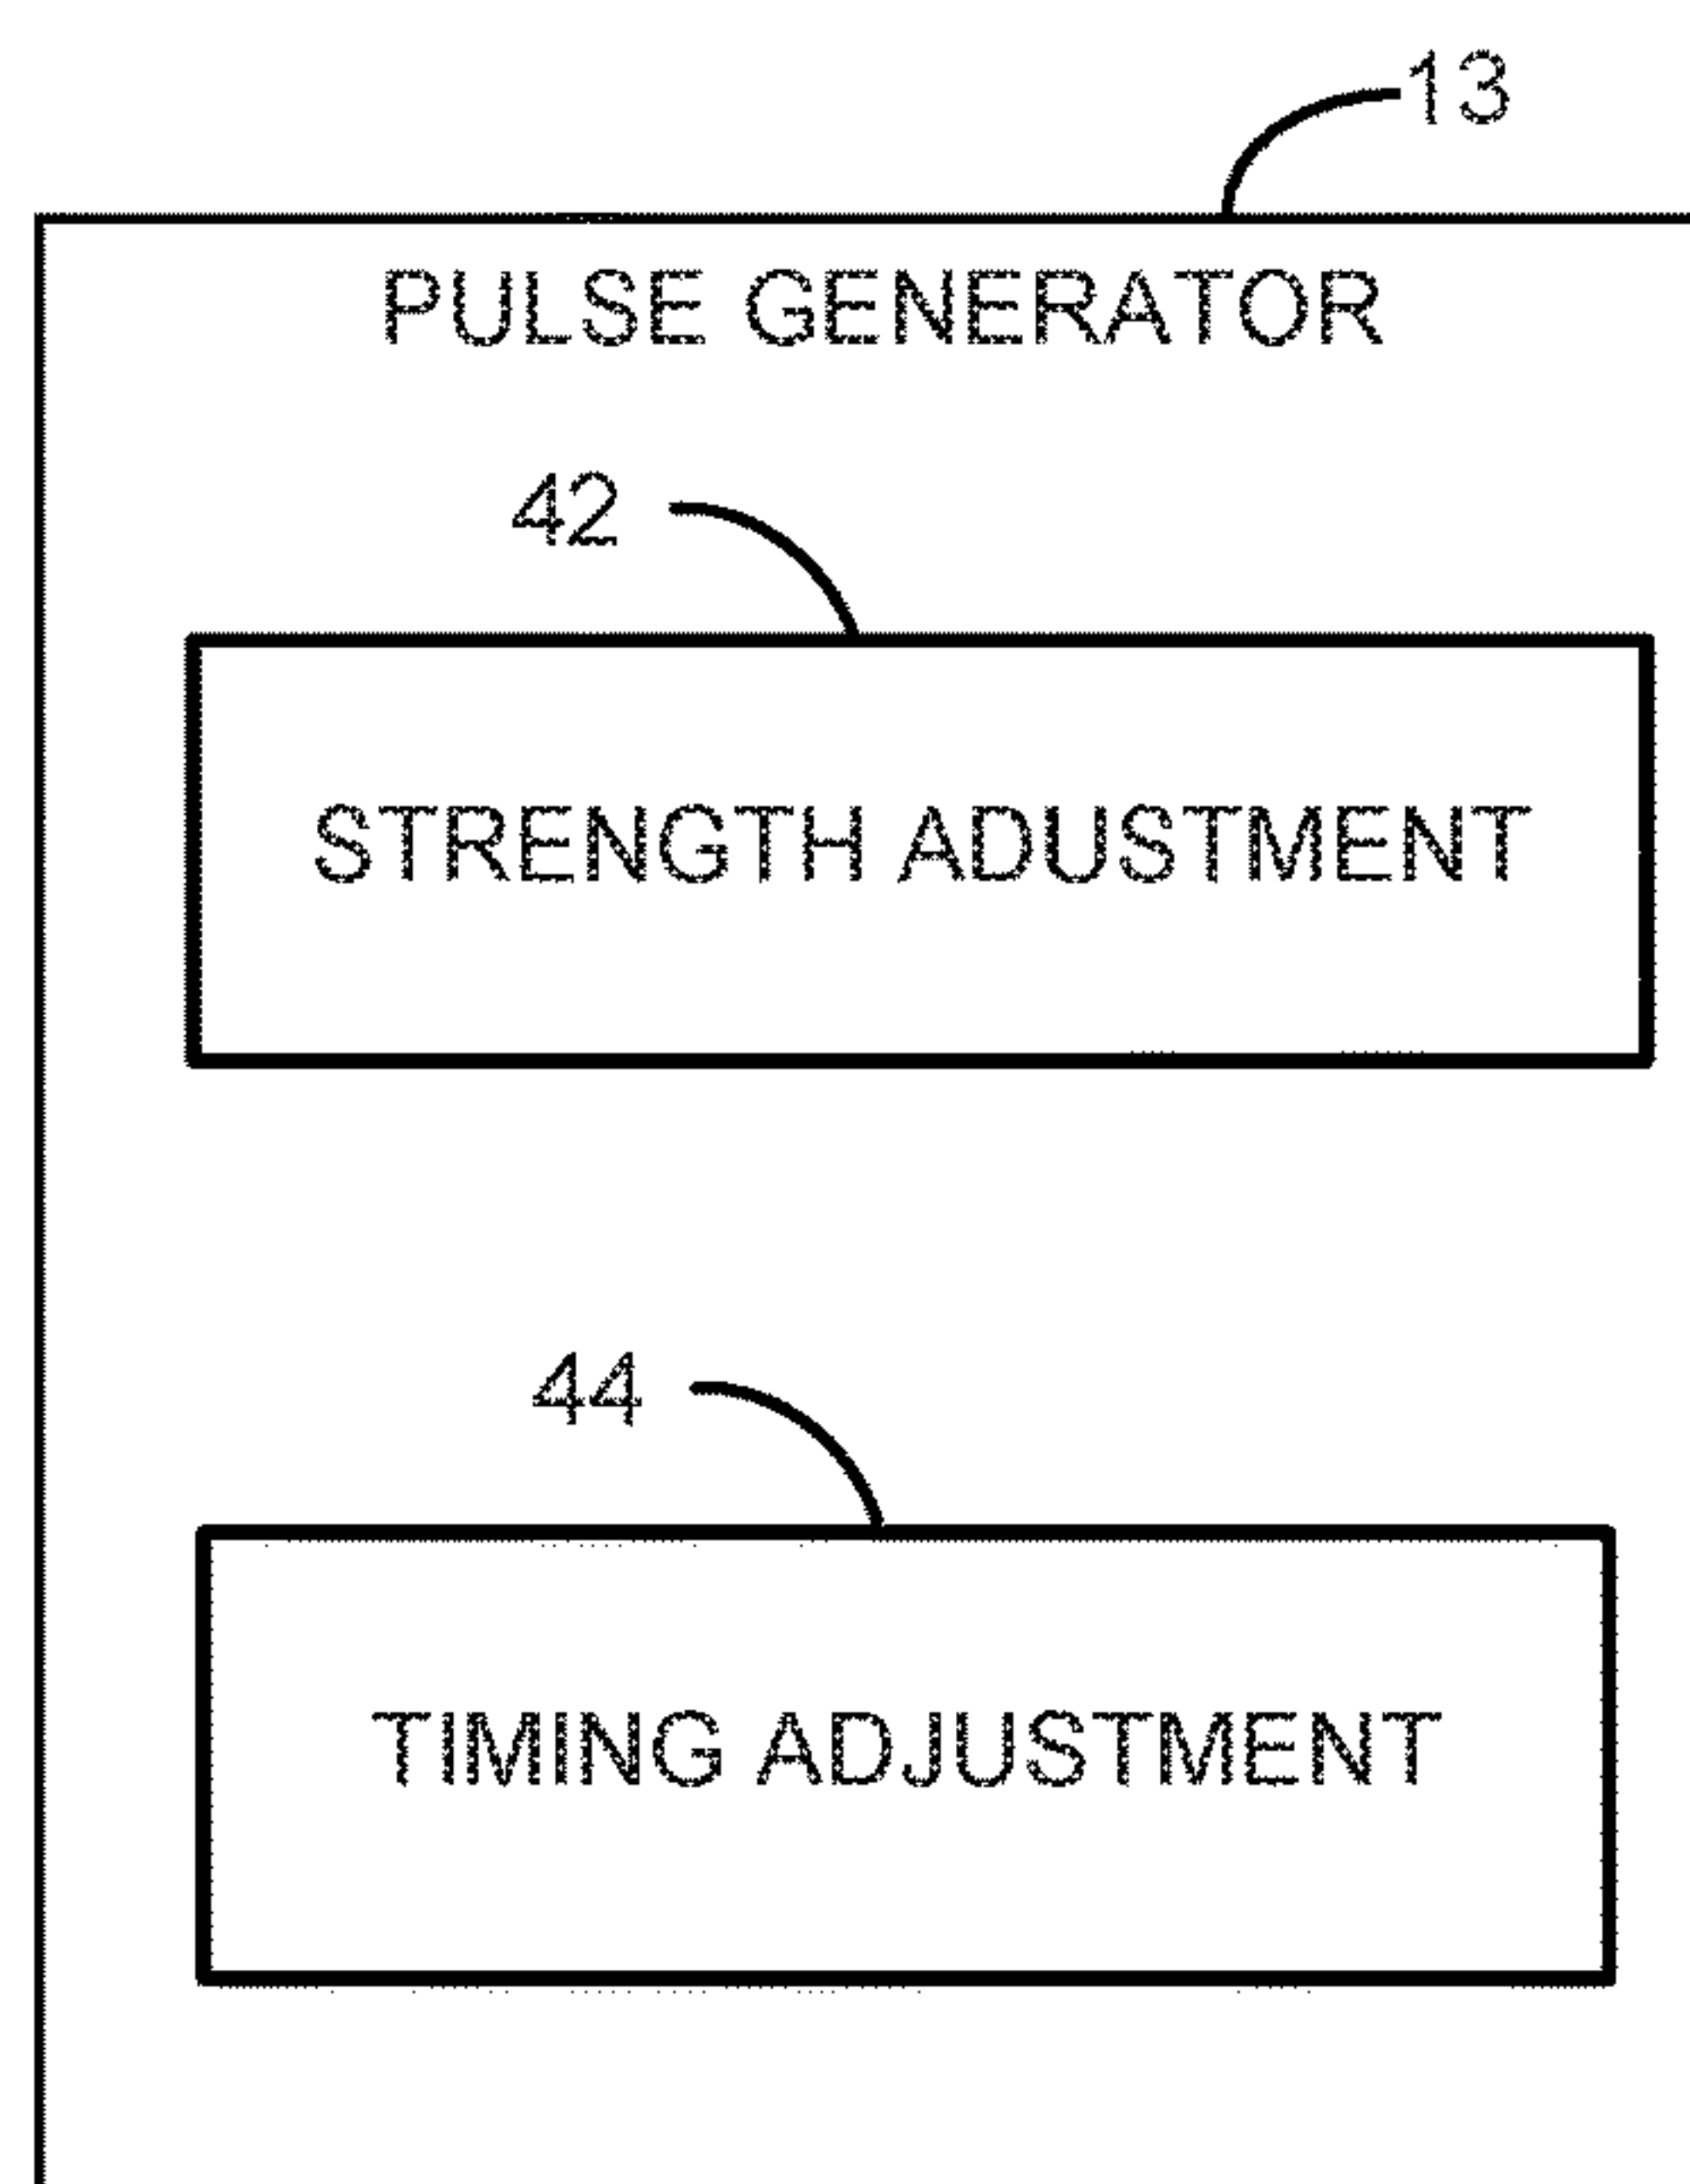 13
PULSE GENERATOR
42
STRENGTH ADUSTMENT
44
TIMING ADJUSTMENT